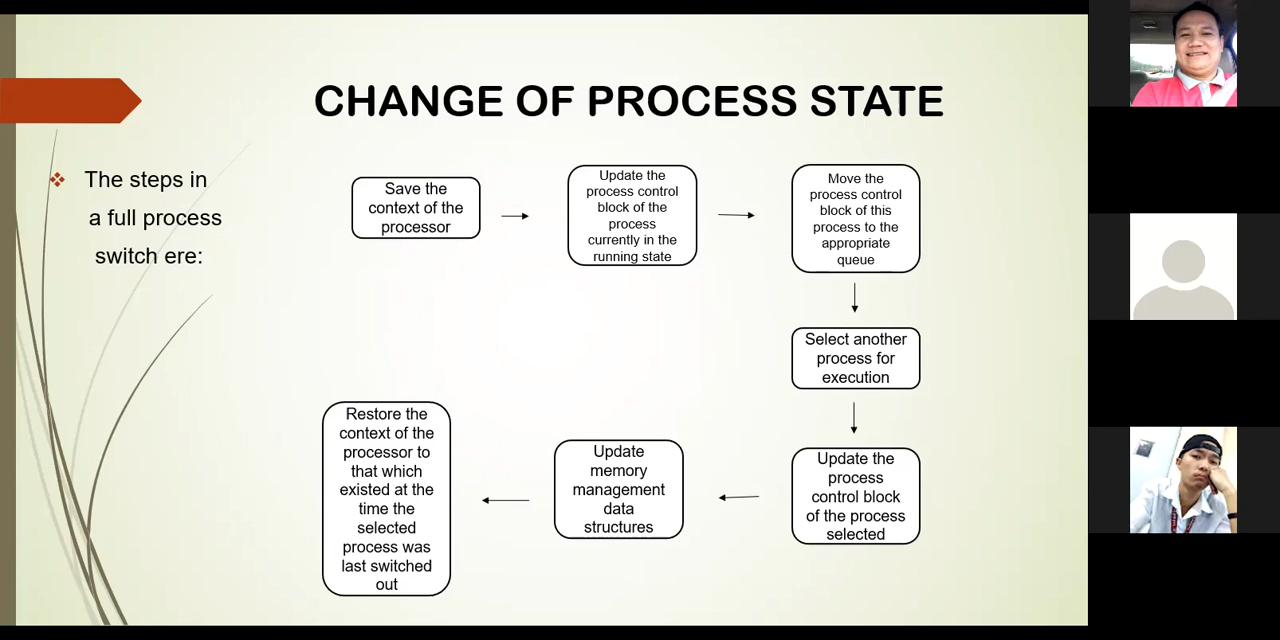 CHANGE OF PROCESS STATE
The steps in
a full process
switch ere:
Save the
context of the
processor
Update the
process control
block of the
process
currently in the
running state
Move the
process control
block of this
process to the
appropriate
queue
Select another
process for
execution
Update the
process
control block
of the process
selected
Update
memory
management
data
structures
Restore the
context of the
processor to
that which
existed at the
time the
selected
process was
last switched
out